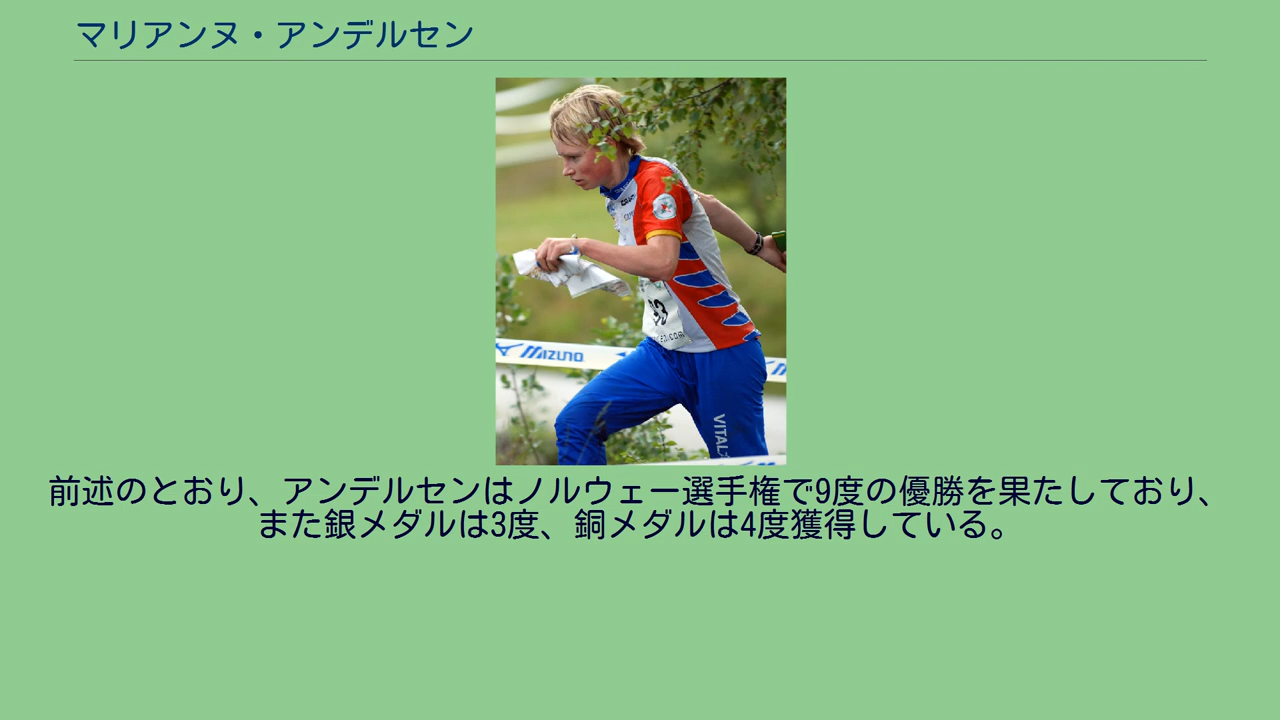 マリアンヌ・アンデルセン
MIZUNO
VITAL
前述のとおり、アンデルセンはノルウェー選手権で9度の優勝を果たしており、
また銀メダルは3度、銅メダルは4度獲得している。